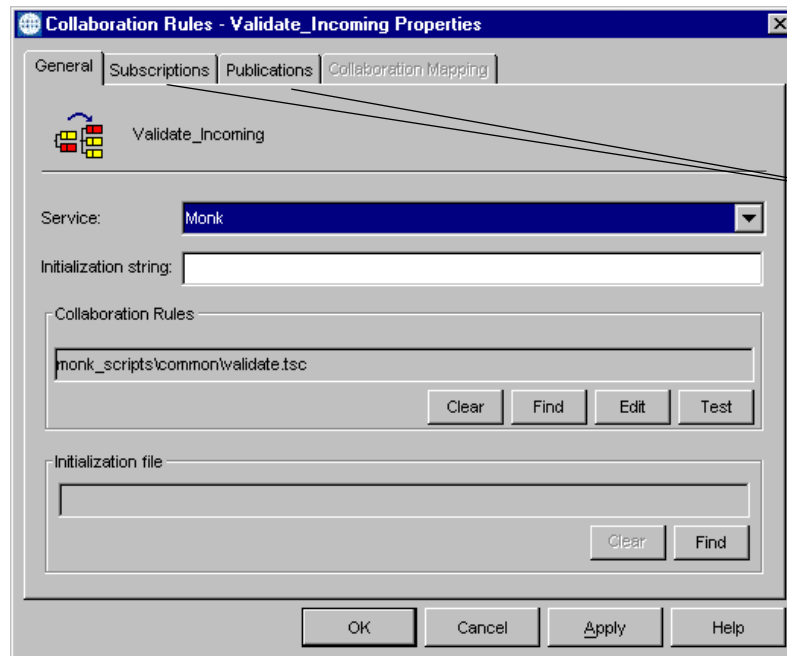 Collaboration Rules - Validate_Incoming Properties
General Subscriptions Publications Collaboration Mapping
Validate_Incoming
Service: Monk
Initialization string:
Collaboration Rules
monk_scripts\common\validate.tsc
Clear Find Edit Test
Initialization file
Clear Find
OK Cancel Apply Help